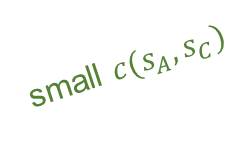 small c(s_A, s_C)